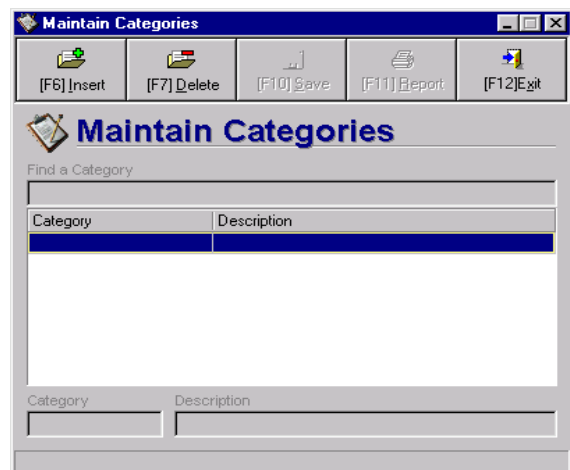 Maintain Categories
[F6] Insert [F7] Delete [F10] Save [F11] Report [F12]Exit
Maintain Categories
Find a Category
Category Description
Category Description